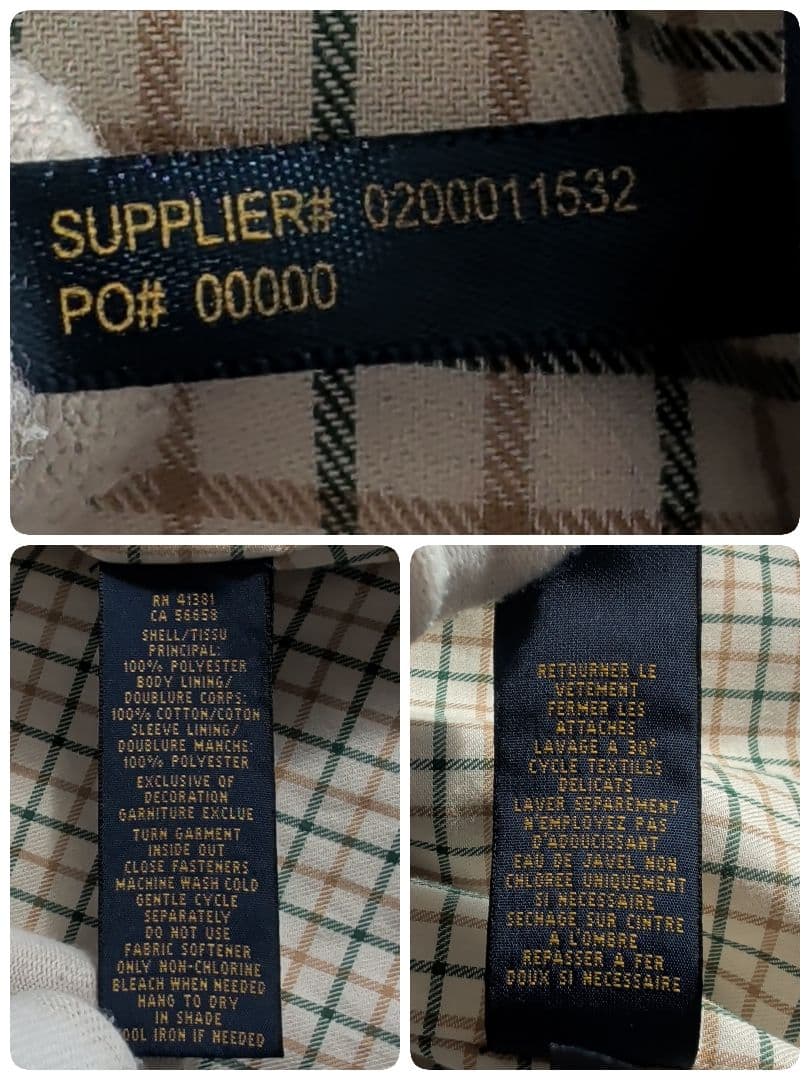 SUPPLIER# 0200011532
PO# 00000
RN 41381
CA 56658
SHELL/TISSU
PRINCIPAL:
100% POLYESTER
BODY LINING/
DOUBLURE CORPS:
100% COTTON/COTON
SLEEVE LINING/
DOUBLURE MANCHE:
100% POLYESTER
EXCLUSIVE OF
DECORATION
GARNITURE EXCLUE
TURN GARMENT
INSIDE OUT
CLOSE FASTENERS
MACHINE WASH COLD
GENTLE CYCLE
SEPARATELY
DO NOT USE
FABRIC SOFTENER
ONLY NON-CHLORINE
BLEACH WHEN NEEDED
HANG TO DRY
IN SHADE
OOL IRON IF NEEDED
RETOURNER LE
VETEMENT
FERMER LES
ATTACHES
LAVAGE A 30°
CYCLE TEXTILES
DELICATS
LAVER SEPAREMENT
N'EMPLOYEZ PAS
D'ADOUCISSANT
EAU DE JAVEL NON
CHLOREE UNIQUEMENT
SI NECESSAIRE
SECHAGE SUR CINTRE
A L'OMBRE
REPASSER A FER
DOUX SI NECESSAIRE